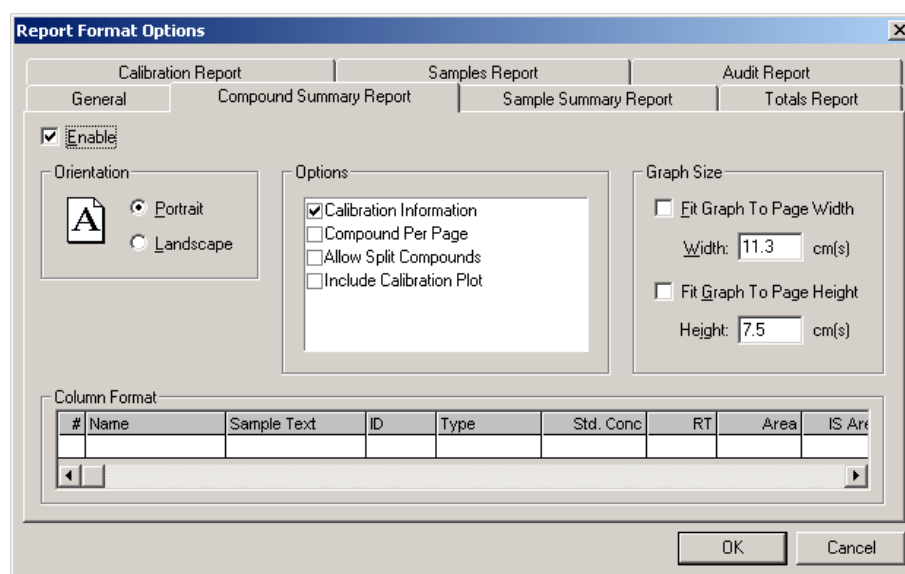 Report Format Options
Calibration Report Samples Report Audit Report
General Compound Summary Report Sample Summary Report Totals Report
Enable
Orientation
A
Portrait
Landscape
Options
Calibration Information
Compound Per Page
Allow Split Compounds
Include Calibration Plot
Graph Size
Fit Graph To Page Width
Width: 11.3 cm(s)
Fit Graph To Page Height
Height: 7.5 cm(s)
Column Format
# Name Sample Text ID Type Std. Conc RT Area IS Are
OK Cancel